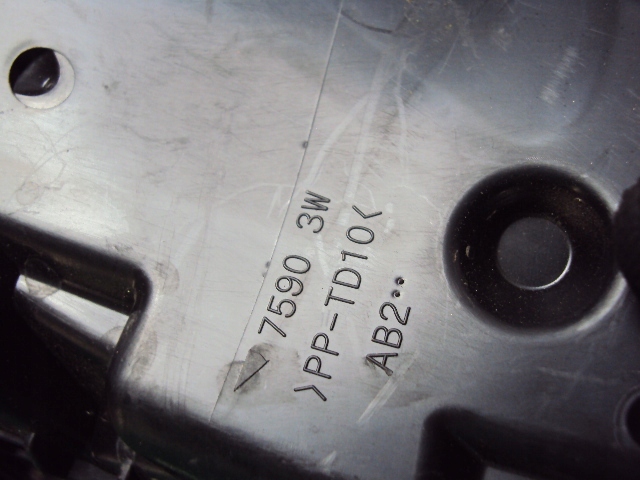 \ 7590 3W
>PP-TD10<
AB2••